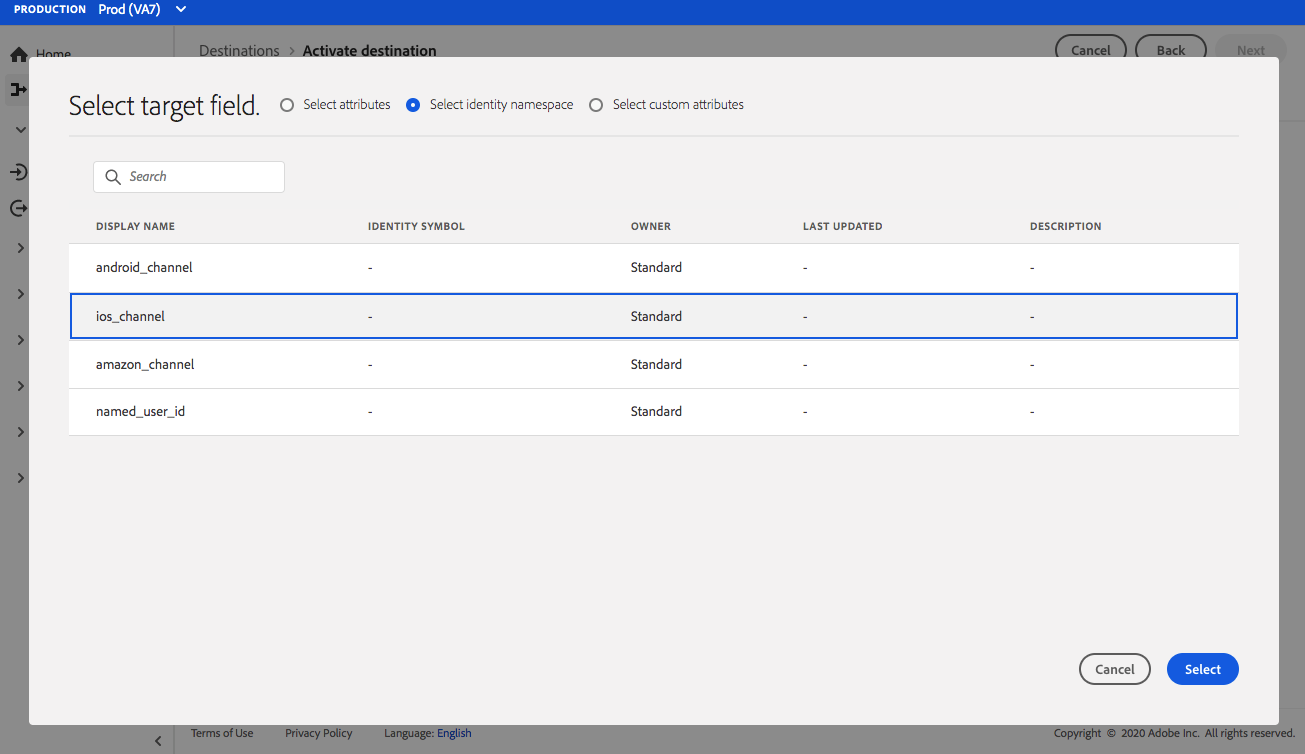 PRODUCTION Prod (VA7)
Home
Destinations > Activate destination
Cancel Back Next
Select target field. Select attributes Select identity namespace Select custom attributes
Search
DISPLAY NAME IDENTITY SYMBOL OWNER LAST UPDATED DESCRIPTION
android_channel - Standard - -
ios_channel - Standard - -
amazon_channel - Standard - -
named_user_id - Standard - -
Cancel Select
Terms of Use Privacy Policy Language: English Copyright © 2020 Adobe Inc. All rights reserved.